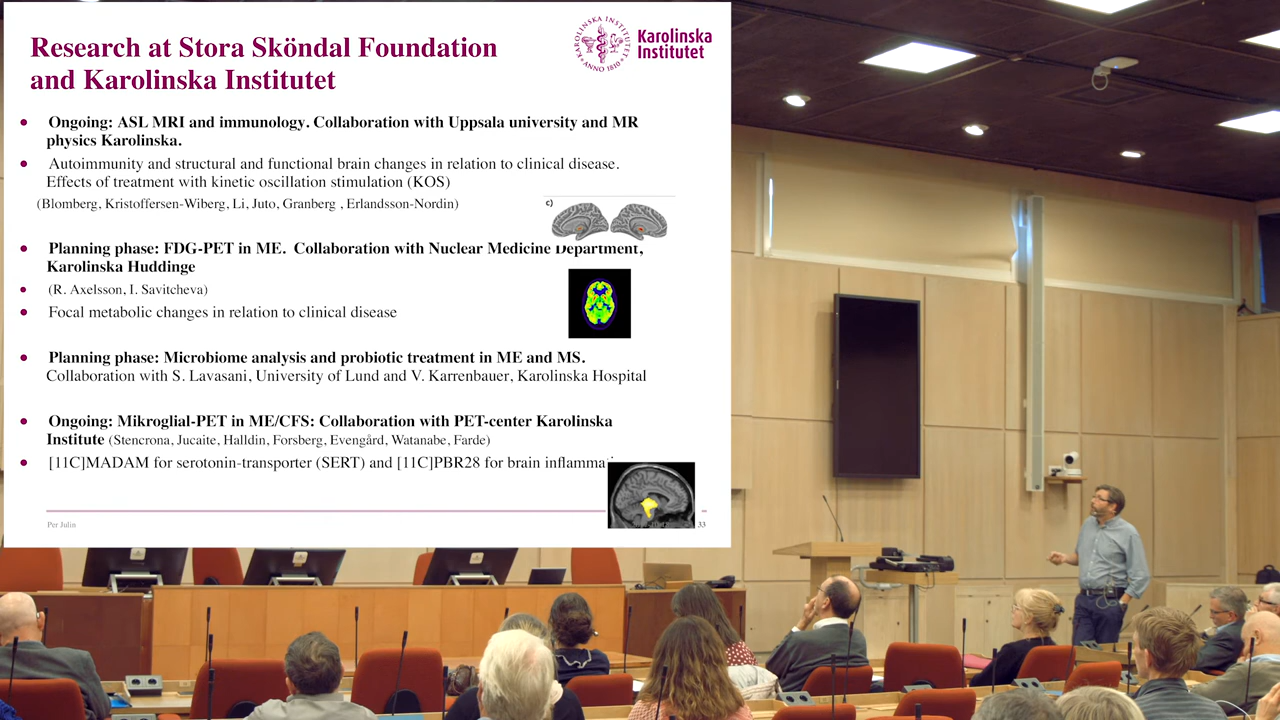 Research at Stora Sköndal Foundation
and Karolinska Institutet
KAROLINSKA INSTITUTET
ANNO 1810
Karolinska
Institutet
Ongoing: ASL MRI and immunology. Collaboration with Uppsala university and MR
physics Karolinska.
Autoimmunity and structural and functional brain changes in relation to clinical disease.
Effects of treatment with kinetic oscillation stimulation (KOS)
(Blomberg, Kristoffersen-Wiberg, Li, Juto, Granberg , Erlandsson-Nordin)
c)
Planning phase: FDG-PET in ME. Collaboration with Nuclear Medicine Department,
Karolinska Huddinge
(R. Axelsson, I. Savitcheva)
Focal metabolic changes in relation to clinical disease
Planning phase: Microbiome analysis and probiotic treatment in ME and MS.
Collaboration with S. Lavasani, University of Lund and V. Karrenbauer, Karolinska Hospital
Ongoing: Mikroglial-PET in ME/CFS: Collaboration with PET-center Karolinska
Institute (Stencrona, Jucaite, Halldin, Forsberg, Evengård, Watanabe, Farde)
[11C]MADAM for serotonin-transporter (SERT) and [11C]PBR28 for brain inflamma
Per Julin
33